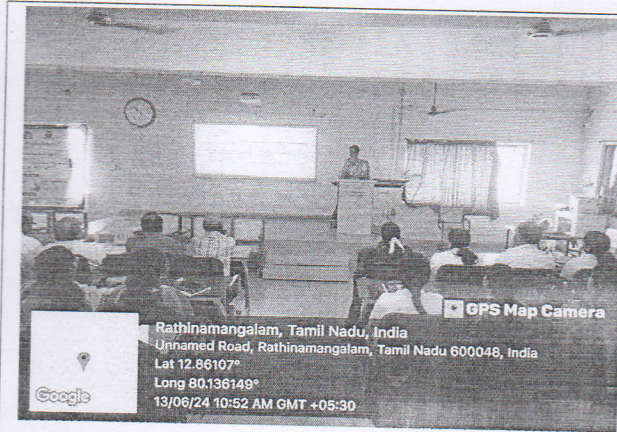 GPS Map Camera
Rathinamangalam, Tamil Nadu, India
Unnamed Road, Rathinamangalam, Tamil Nadu 600048, India
Lat 12.86107°
Long 80.136149°
13/06/24 10:52 AM GMT +05:30
Google